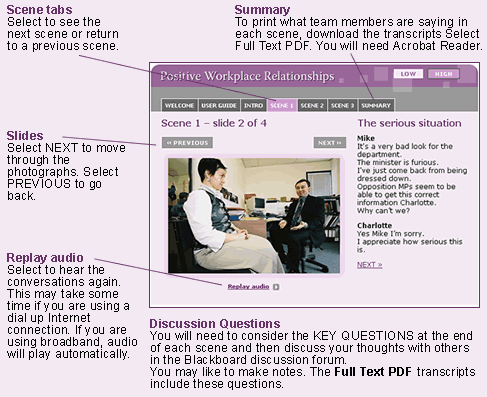 Scene tabs
Select to see the
next scene or return
to a previous scene.
Summary
To print what team members are saying in
each scene, download the transcripts Select
Full Text PDF. You will need Acrobat Reader.
Positive Workplace Relationships
LOW
HIGH
WELCOME
USER GUIDE
INTRO
SCENE 1
SCENE 2
SCENE 3
SUMMARY
Slides
Select NEXT to move
through the
photographs. Select
PREVIOUS to go
back.
Scene 1 – slide 2 of 4
« PREVIOUS
NEXT »
Replay audio
The serious situation
Mike
It's a very bad look for the
department.
The minister is furious.
I've just come back from being
dressed down.
Opposition MPs seem to be
able to get this correct
information Charlotte.
Why can't we?
Charlotte
Yes Mike I'm sorry.
I appreciate how serious this
is.
NEXT »
Replay audio
Select to hear the
conversations again.
This may take some
time if you are using a
dial up Internet
connection. If you are
using broadband, audio
will play automatically.
Discussion Questions
You will need to consider the KEY QUESTIONS at the end
of each scene and then discuss your thoughts with others
in the Blackboard discussion forum.
You may like to make notes. The Full Text PDF transcripts
include these questions.